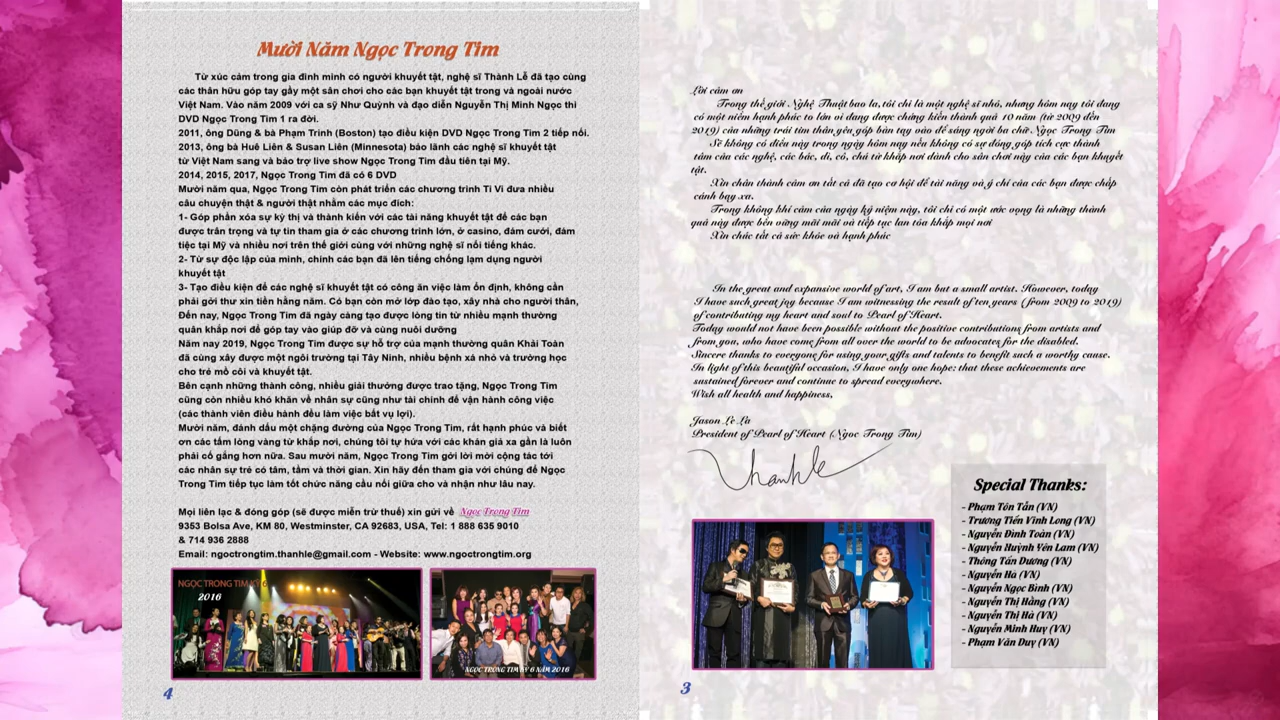 Mười Năm Ngọc Trong Tim
Từ xúc cảm trong gia đình mình có người khuyết tật, nghệ sĩ Thành Lễ đã tạo cùng
các thân hữu góp tay gầy một sân chơi cho các bạn khuyết tật trong và ngoài nước
Việt Nam. Vào năm 2009 với ca sỹ Như Quỳnh và đạo diễn Nguyễn Thị Minh Ngọc thì
DVD Ngọc Trong Tim 1 ra đời.
2011, ông Dũng & bà Phạm Trinh (Boston) tạo điều kiện DVD Ngọc Trong Tim 2 tiếp nối.
2013, ông bà Huê Liên & Susan Liên (Minnesota) bảo lãnh các nghệ sĩ khuyết tật
từ Việt Nam sang và bảo trợ live show Ngọc Trong Tim đầu tiên tại Mỹ.
2014, 2015, 2017, Ngọc Trong Tim đã có 6 DVD
Mười năm qua, Ngọc Trong Tim còn phát triển các chương trình Ti Vi đưa nhiều
câu chuyện thật & người thật nhằm các mục đích:
1- Góp phần xóa sự kỳ thị và thành kiến với các tài năng khuyết tật để các bạn
được trân trọng và tự tin tham gia ở các chương trình lớn, ở casino, đám cưới, đám
tiệc tại Mỹ và nhiều nơi trên thế giới cùng với những nghệ sĩ nổi tiếng khác.
2- Từ sự độc lập của mình, chính các bạn đã lên tiếng chống lạm dụng người
khuyết tật
3- Tạo điều kiện để các nghệ sĩ khuyết tật có công ăn việc làm ổn định, không cần
phải gởi thư xin tiền hằng năm. Có bạn còn mở lớp đào tạo, xây nhà cho người thân,
Đến nay, Ngọc Trong Tim đã ngày càng tạo được lòng tin từ nhiều mạnh thường
quân khắp nơi để góp tay vào giúp đỡ và cùng nuôi dưỡng
Năm nay 2019, Ngọc Trong Tim được sự hỗ trợ của mạnh thường quân Khải Toàn
đã cùng xây được một ngôi trường tại Tây Ninh, nhiều bệnh xá nhỏ và trường học
cho trẻ mồ côi và khuyết tật.
Bên cạnh những thành công, nhiều giải thưởng được trao tặng, Ngọc Trong Tim
cũng còn nhiều khó khăn về nhân sự cũng như tài chính để vận hành công việc
(các thành viên điều hành đều làm việc bất vụ lợi).
Mười năm, đánh dấu một chặng đường của Ngọc Trong Tim, rất hạnh phúc và biết
ơn các tấm lòng vàng từ khắp nơi, chúng tôi tự hứa với các khán giả xa gần là luôn
phải cố gắng hơn nữa. Sau mười năm, Ngọc Trong Tim gởi lời mời cộng tác tới
các nhân sự trẻ có tâm, tầm và thời gian. Xin hãy đến tham gia với chúng để Ngọc
Trong Tim tiếp tục làm tốt chức năng cầu nối giữa cho và nhận như lâu nay.
Mọi liên lạc & đóng góp (sẽ được miễn trừ thuế) xin gửi về Ngọc Trong Tim
9353 Bolsa Ave, KM 80, Westminster, CA 92683, USA, Tel: 1 888 635 9010
& 714 936 2888
Email: ngoctrongtim.thanhle@gmail.com - Website: www.ngoctrongtim.org
NGỌC TRONG TIM KỲ 6
2016
NGỌC TRONG TIM KỲ 6 NĂM 2016
4
Lời cảm ơn
Trong thế giới Nghệ Thuật bao la, tôi chỉ là một nghệ sĩ nhỏ, nhưng hôm nay tôi đang
có một niềm hạnh phúc to lớn vì đang được chứng kiến thành quả 10 năm (từ 2009 đến
2019) của những trái tim thân yêu góp bàn tay vào để sáng ngời ba chữ Ngọc Trong Tim
Sẽ không có điều này trong ngày hôm nay nếu không có sự đóng góp tích cực thành
tâm của các nghệ, các bác, dì, cô, chú từ khắp nơi dành cho sân chơi này của các bạn khuyết
tật.
Xin chân thành cảm ơn tất cả đã tạo cơ hội để tài năng và ý chí của các bạn được chắp
cánh bay xa.
Trong không khí ấm của ngày kỷ niệm này, tôi chỉ có một ước vọng là những thành
quả này được bền vững mãi mãi và tiếp tục lan tỏa khắp mọi nơi
Xin chúc tất cả sức khỏe và hạnh phúc
In the great and expansive world of art, I am but a small artist. However, today
I have such great joy because I am witnessing the result of ten years ( from 2009 to 2019)
of contributing my heart and soul to Pearl of Heart.
Today would not have been possible without the positive contributions from artists and
from you, who have come from all over the world to be advocates for the disabled.
Sincere thanks to everyone for using your gifts and talents to benefit such a worthy cause.
In light of this beautiful occasion, I have only one hope: that these achievements are
sustained forever and continue to spread everywhere.
Wish all health and happiness,
Jason Le La
President of Pearl of Heart (Ngoc Trong Tim)
Thanhle
Special Thanks:
- Phạm Tôn Tấn (VN)
- Trương Tiến Vinh Long (VN)
- Nguyễn Đình Toàn (VN)
- Nguyễn Huỳnh Yến Lam (VN)
- Thông Tấn Dương (VN)
- Nguyễn Hà (VN)
- Nguyễn Ngọc Bình (VN)
- Nguyễn Thị Hằng (VN)
- Nguyễn Thị Hà (VN)
- Nguyễn Minh Huy (VN)
- Phạm Văn Duy (VN)
3